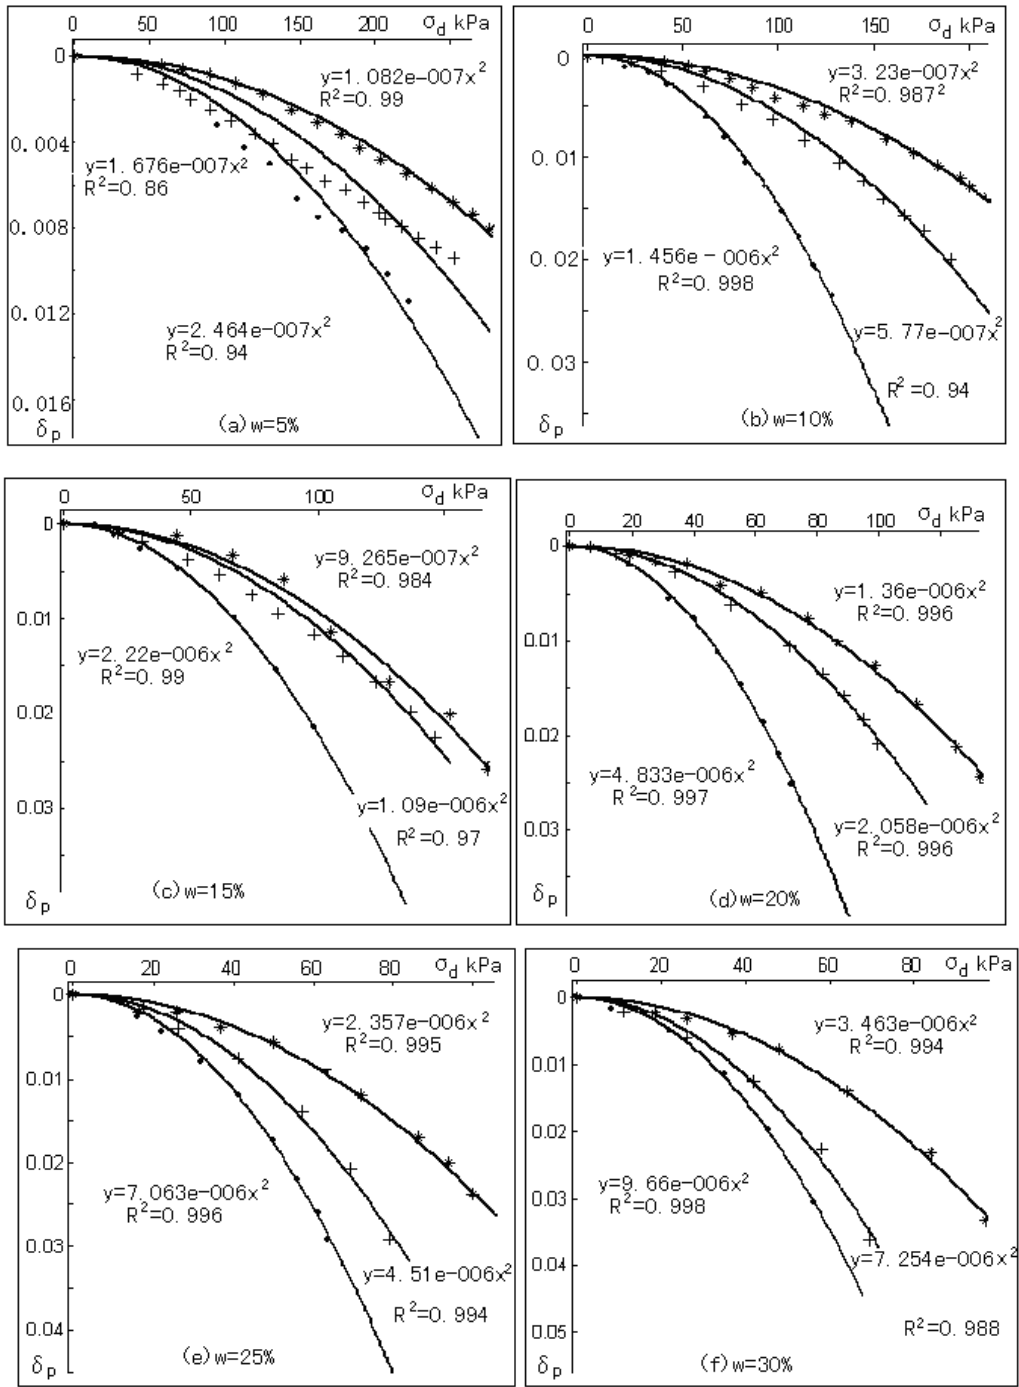 0 50 100 150 200 σd kPa
0
0.004
0.008
0.012
0.016
δp
y=1.082e-007x²
R²=0.99
y=1.676e-007x²
R²=0.86
y=2.464e-007x²
R²=0.94
(a) w=5%
0 50 100 150 σd kPa
0
0.01
0.02
0.03
δp
y=3.23e-007x²
R²=0.987²
y=1.456e-006x²
R²=0.998
y=5.77e-007x²
R²=0.94
(b) w=10%
0 50 100 σd kPa
0
0.01
0.02
0.03
δp
y=9.265e-007x²
R²=0.984
y=2.22e-006x²
R²=0.99
y=1.09e-006x²
R²=0.97
(c) w=15%
0 20 40 60 80 100 σd kPa
0
0.01
0.02
0.03
δp
y=1.36e-006x²
R²=0.996
y=4.833e-006x²
R²=0.997
y=2.058e-006x²
R²=0.996
(d) w=20%
0 20 40 60 80 σd kPa
0
0.01
0.02
0.03
0.04
δp
y=2.357e-006x²
R²=0.995
y=7.063e-006x²
R²=0.996
y=4.51e-006x²
R²=0.994
(e) w=25%
0 20 40 60 80 σd kPa
0
0.01
0.02
0.03
0.04
0.05
δp
y=3.463e-006x²
R²=0.994
y=9.66e-006x²
R²=0.998
y=7.254e-006x²
R²=0.988
(f) w=30%